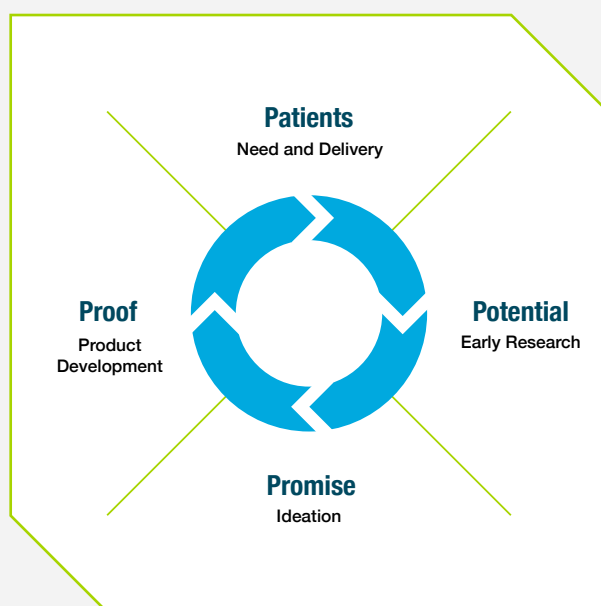 Patients
Need and Delivery
Proof
Product
Development
Potential
Early Research
Promise
Ideation